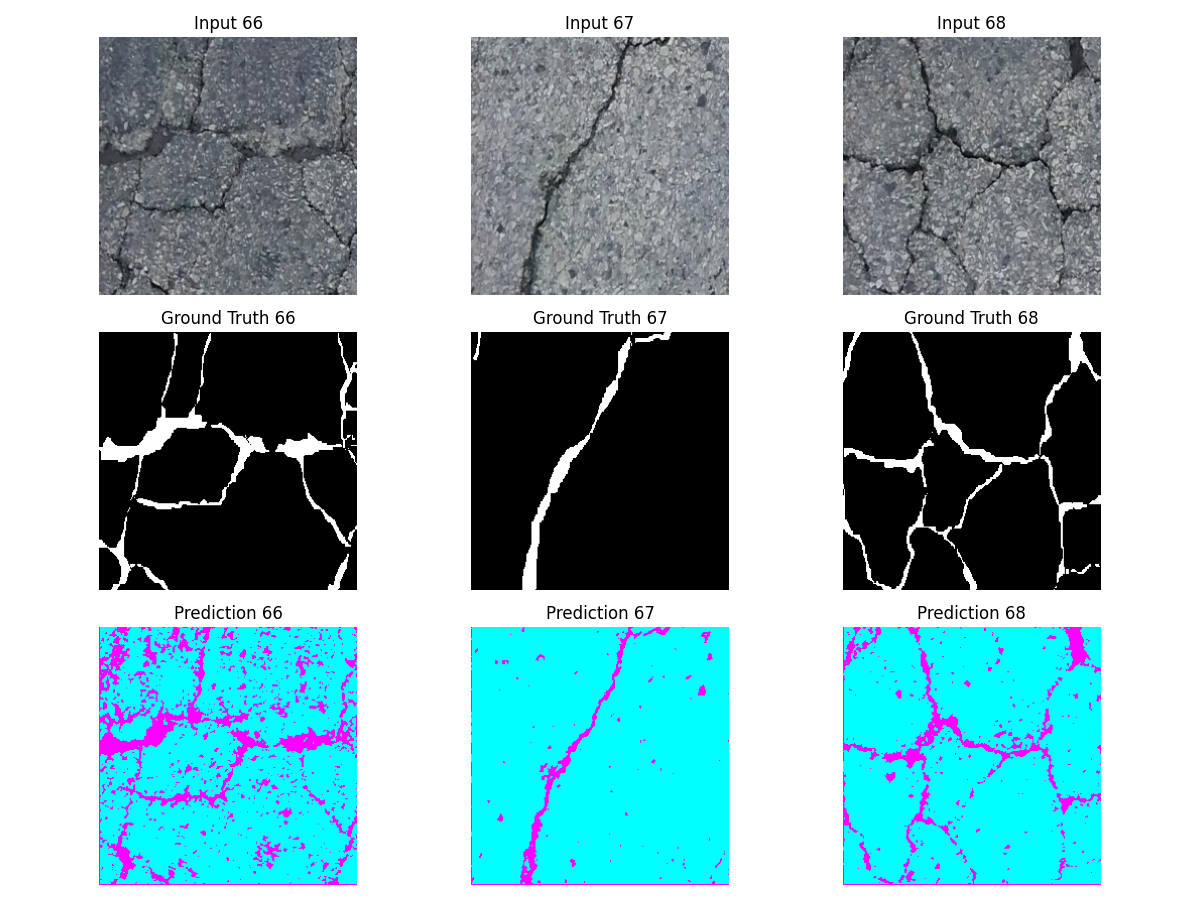 Input 66
Input 67
Input 68
Ground Truth 66
Ground Truth 67
Ground Truth 68
Prediction 66
Prediction 67
Prediction 68